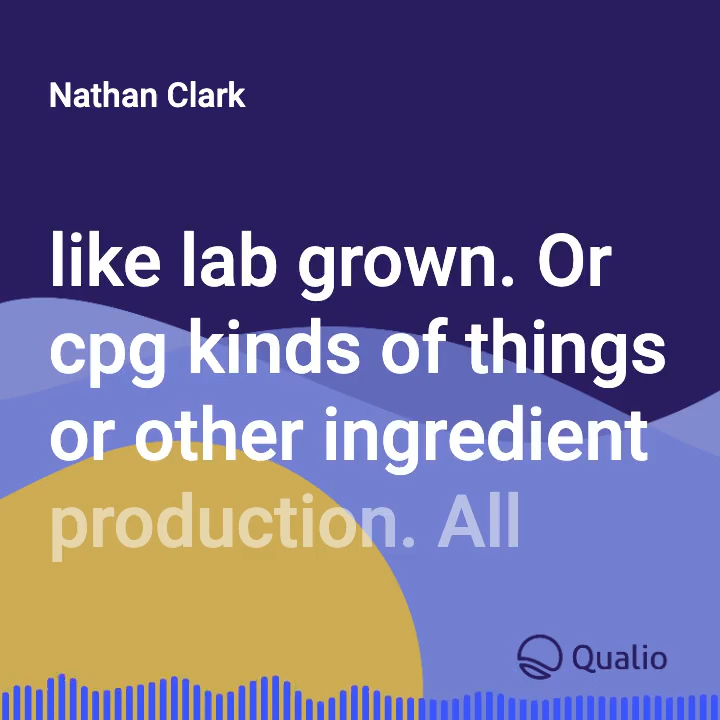 Nathan Clark
like lab grown. Or
cpg kinds of things
or other ingredient
production. All
Qualio